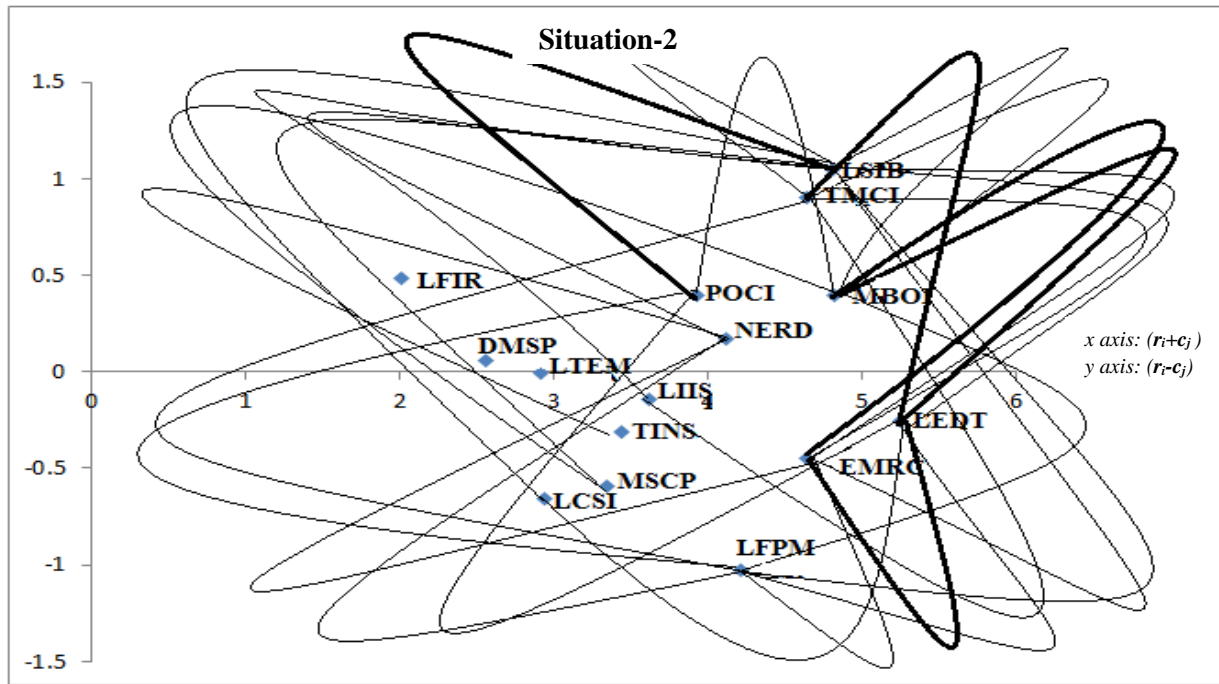 Situation-2
1.5
LSIB
1
TMCI
0.5
LFIR
POCI
MBOI
NERD
DMSP
LTEM
x axis: (rᵢ+cⱼ )
y axis: (rᵢ-cⱼ)
0
LIIS
0 0 2 3 4 5 6
LEDT
TINS
EMRC
-0.5
MSCP
LCSI
LFPM
-1
-1.5